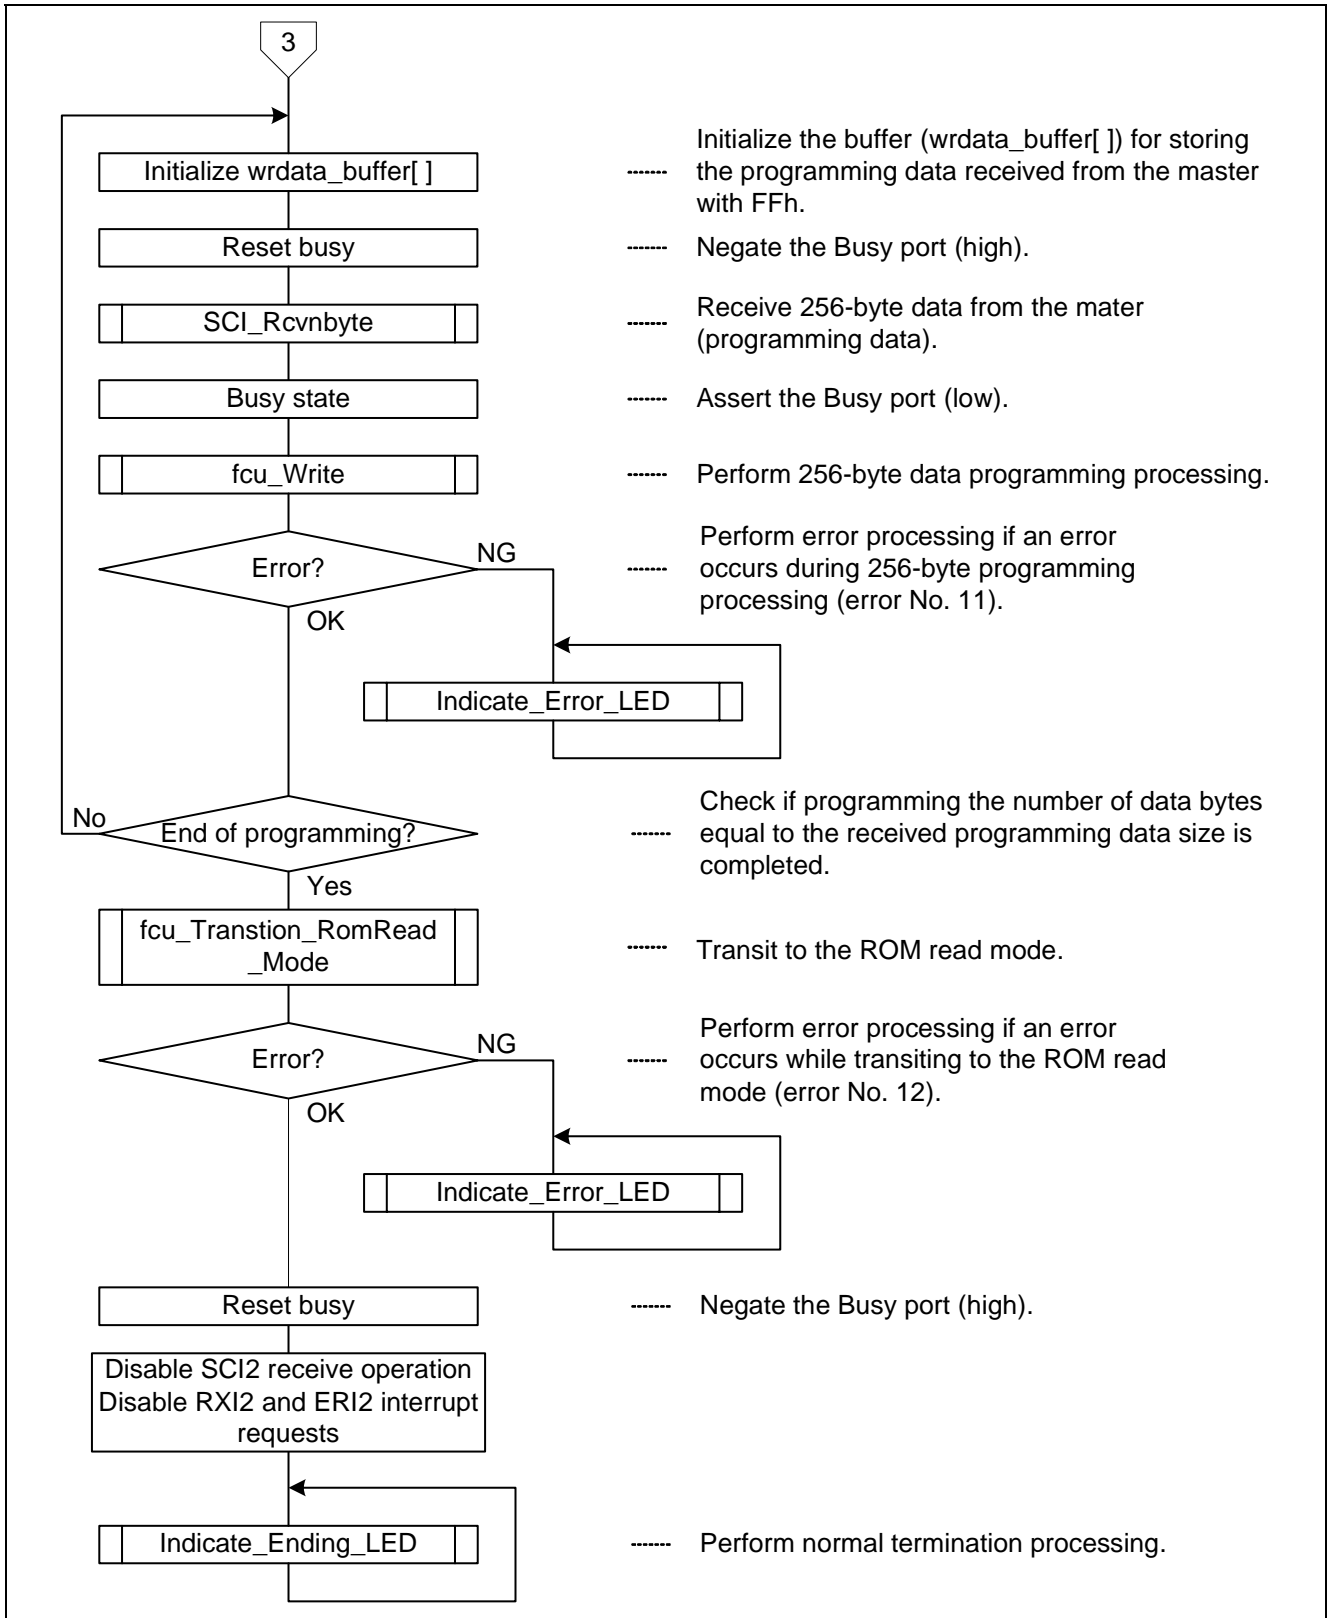 3
Initialize wrdata_buffer[ ]
Initialize the buffer (wrdata_buffer[ ]) for storing
the programming data received from the master
with FFh.
Reset busy
Negate the Busy port (high).
SCI_Rcvnbyte
Receive 256-byte data from the mater
(programming data).
Busy state
Assert the Busy port (low).
fcu_Write
Perform 256-byte data programming processing.
Error?
NG
OK
Perform error processing if an error
occurs during 256-byte programming
processing (error No. 11).
Indicate_Error_LED
No
End of programming?
Yes
Check if programming the number of data bytes
equal to the received programming data size is
completed.
fcu_Transtion_RomRead
_Mode
Transit to the ROM read mode.
Error?
NG
OK
Perform error processing if an error
occurs while transiting to the ROM read
mode (error No. 12).
Indicate_Error_LED
Reset busy
Negate the Busy port (high).
Disable SCI2 receive operation
Disable RXI2 and ERI2 interrupt
requests
Indicate_Ending_LED
Perform normal termination processing.